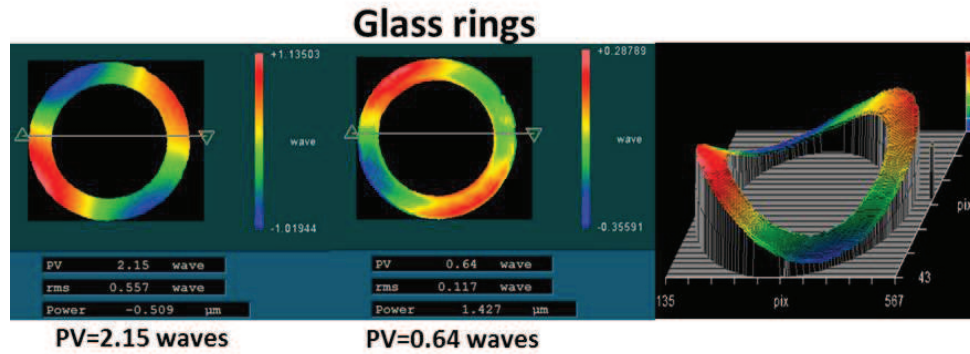 Glass rings
+1.13503
wave
-1.01944
PV 2.15 wave
rms 0.557 wave
Power -0.509 µm
PV=2.15 waves
+0.28789
wave
-0.35591
PV 0.64 wave
rms 0.117 wave
Power 1.427 µm
PV=0.64 waves
pix
43
135 pix 567